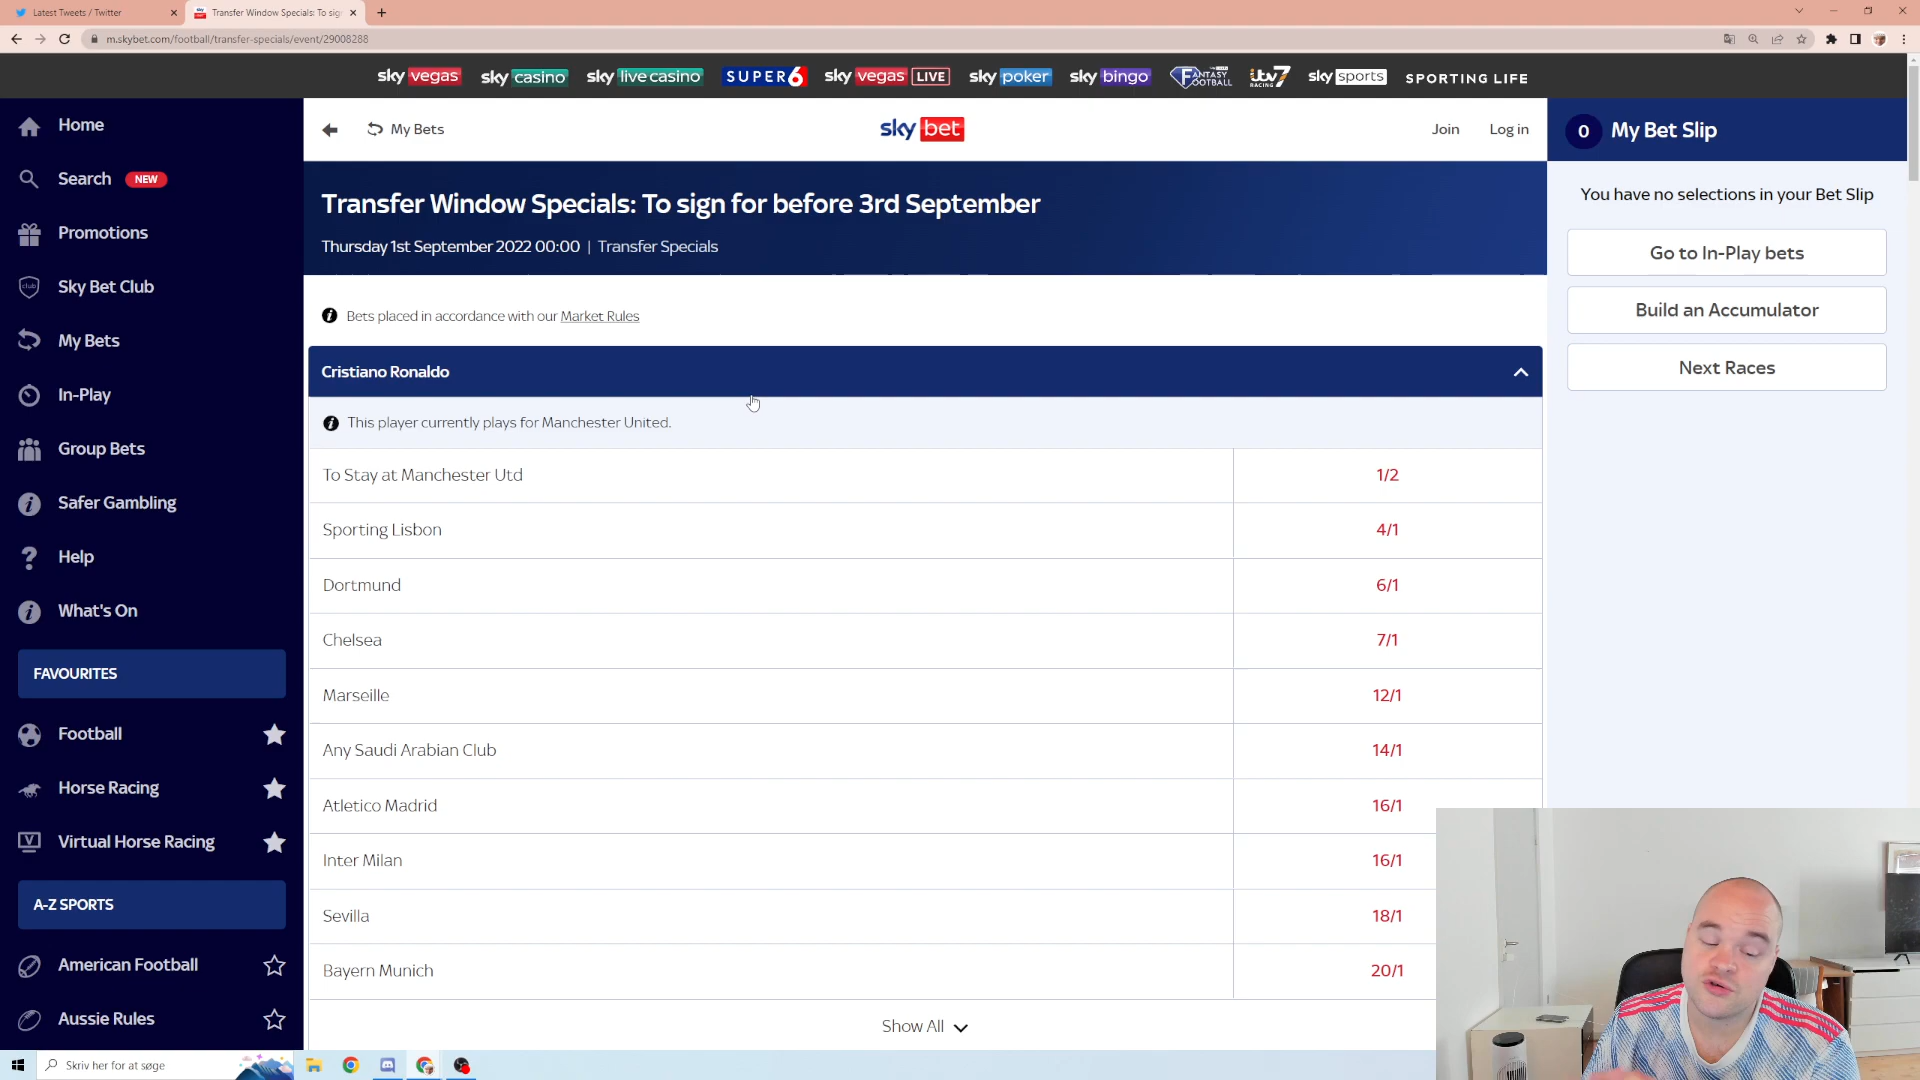 Latest Tweets / Twitter
Transfer Window Specials: To sig
m.skybet.com/football/transfer-specials/event/29008288
sky vegas
sky casino
sky live casino
SUPER 6
sky vegas LIVE
sky poker
sky bingo
FANTASY FOOTBALL
itv7 RACING
sky sports
SPORTING LIFE
Home
Search NEW
Promotions
Sky Bet Club
My Bets
In-Play
Group Bets
Safer Gambling
Help
What's On
FAVOURITES
Football
Horse Racing
Virtual Horse Racing
A-Z SPORTS
American Football
Aussie Rules
My Bets
sky bet
Join
Log in
Transfer Window Specials: To sign for before 3rd September
Thursday 1st September 2022 00:00 | Transfer Specials
Bets placed in accordance with our Market Rules
Cristiano Ronaldo
This player currently plays for Manchester United.
To Stay at Manchester Utd 1/2
Sporting Lisbon 4/1
Dortmund 6/1
Chelsea 7/1
Marseille 12/1
Any Saudi Arabian Club 14/1
Atletico Madrid 16/1
Inter Milan 16/1
Sevilla 18/1
Bayern Munich 20/1
Show All
0 My Bet Slip
You have no selections in your Bet Slip
Go to In-Play bets
Build an Accumulator
Next Races
Skriv her for at søge